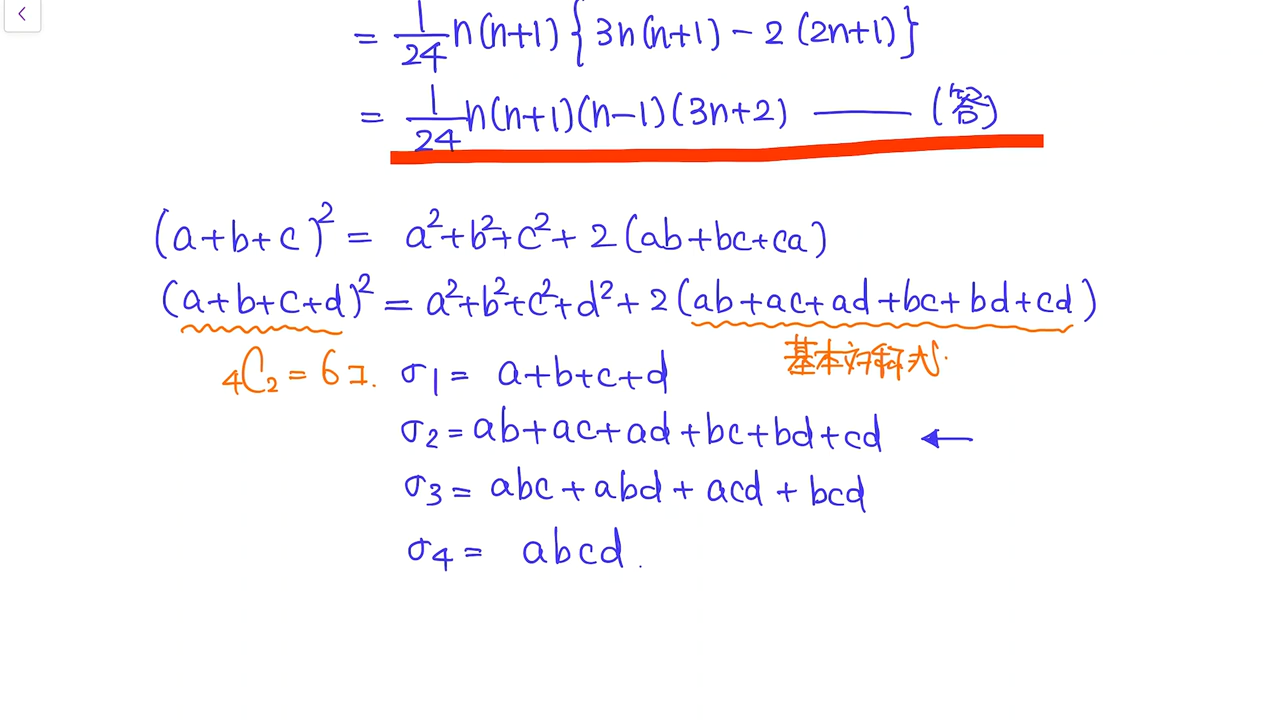 = 1/24 n(n+1){3n(n+1) - 2(2n+1)}
= 1/24 n(n+1)(n-1)(3n+2) ——— (答)
(a+b+c)² = a²+b²+c²+2(ab+bc+ca)
(a+b+c+d)² = a²+b²+c²+d²+2(ab+ac+ad+bc+bd+cd)
₄C₂ = 6コ. 基本対称式.
σ₁ = a+b+c+d
σ₂ = ab+ac+ad+bc+bd+cd ←
σ₃ = abc+abd+acd+bcd
σ₄ = abcd.